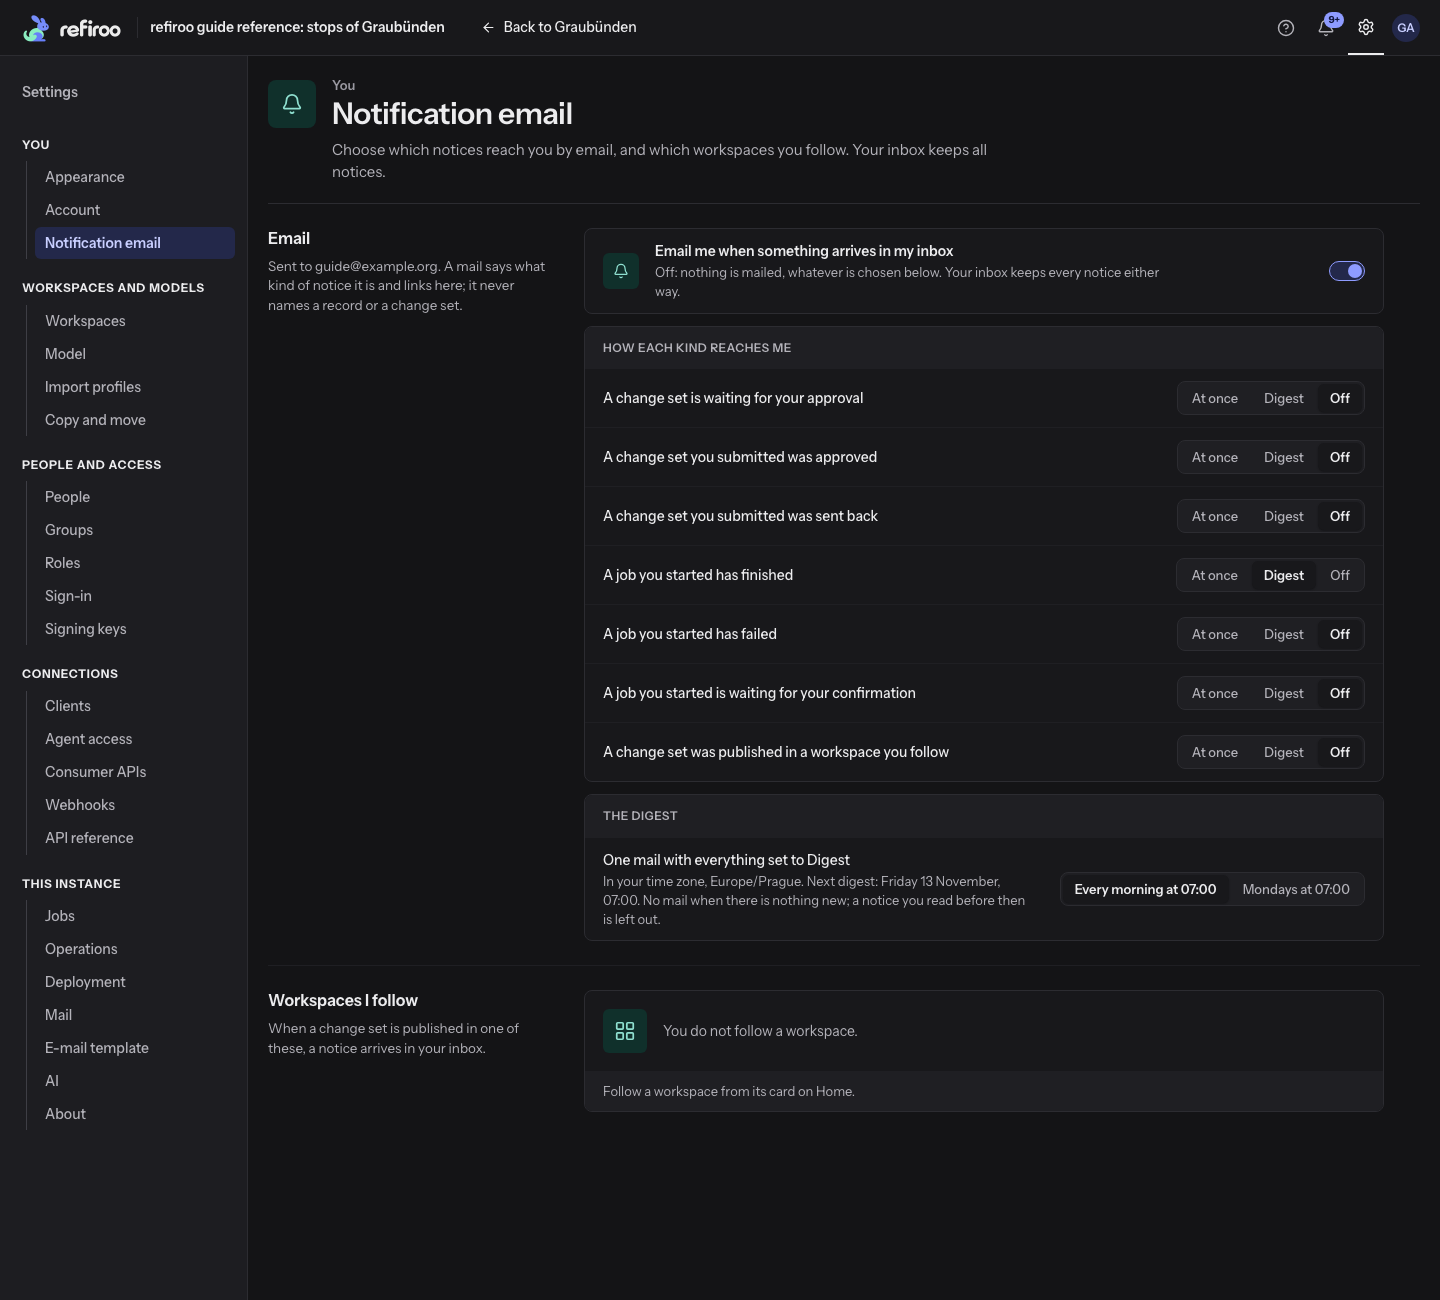 refiroo
refiroo guide reference: stops of Graubünden
Back to Graubünden
9+
GA
Settings
YOU
Appearance
Account
Notification email
WORKSPACES AND MODELS
Workspaces
Model
Import profiles
Copy and move
PEOPLE AND ACCESS
People
Groups
Roles
Sign-in
Signing keys
CONNECTIONS
Clients
Agent access
Consumer APIs
Webhooks
API reference
THIS INSTANCE
Jobs
Operations
Deployment
Mail
E-mail template
AI
About
You
Notification email
Choose which notices reach you by email, and which workspaces you follow. Your inbox keeps all
notices.
Email
Sent to guide@example.org. A mail says what
kind of notice it is and links here; it never
names a record or a change set.
Email me when something arrives in my inbox
Off: nothing is mailed, whatever is chosen below. Your inbox keeps every notice either
way.
HOW EACH KIND REACHES ME
A change set is waiting for your approval
At once Digest Off
A change set you submitted was approved
At once Digest Off
A change set you submitted was sent back
At once Digest Off
A job you started has finished
At once Digest Off
A job you started has failed
At once Digest Off
A job you started is waiting for your confirmation
At once Digest Off
A change set was published in a workspace you follow
At once Digest Off
THE DIGEST
One mail with everything set to Digest
In your time zone, Europe/Prague. Next digest: Friday 13 November,
07:00. No mail when there is nothing new; a notice you read before then
is left out.
Every morning at 07:00 Mondays at 07:00
Workspaces I follow
When a change set is published in one of
these, a notice arrives in your inbox.
You do not follow a workspace.
Follow a workspace from its card on Home.